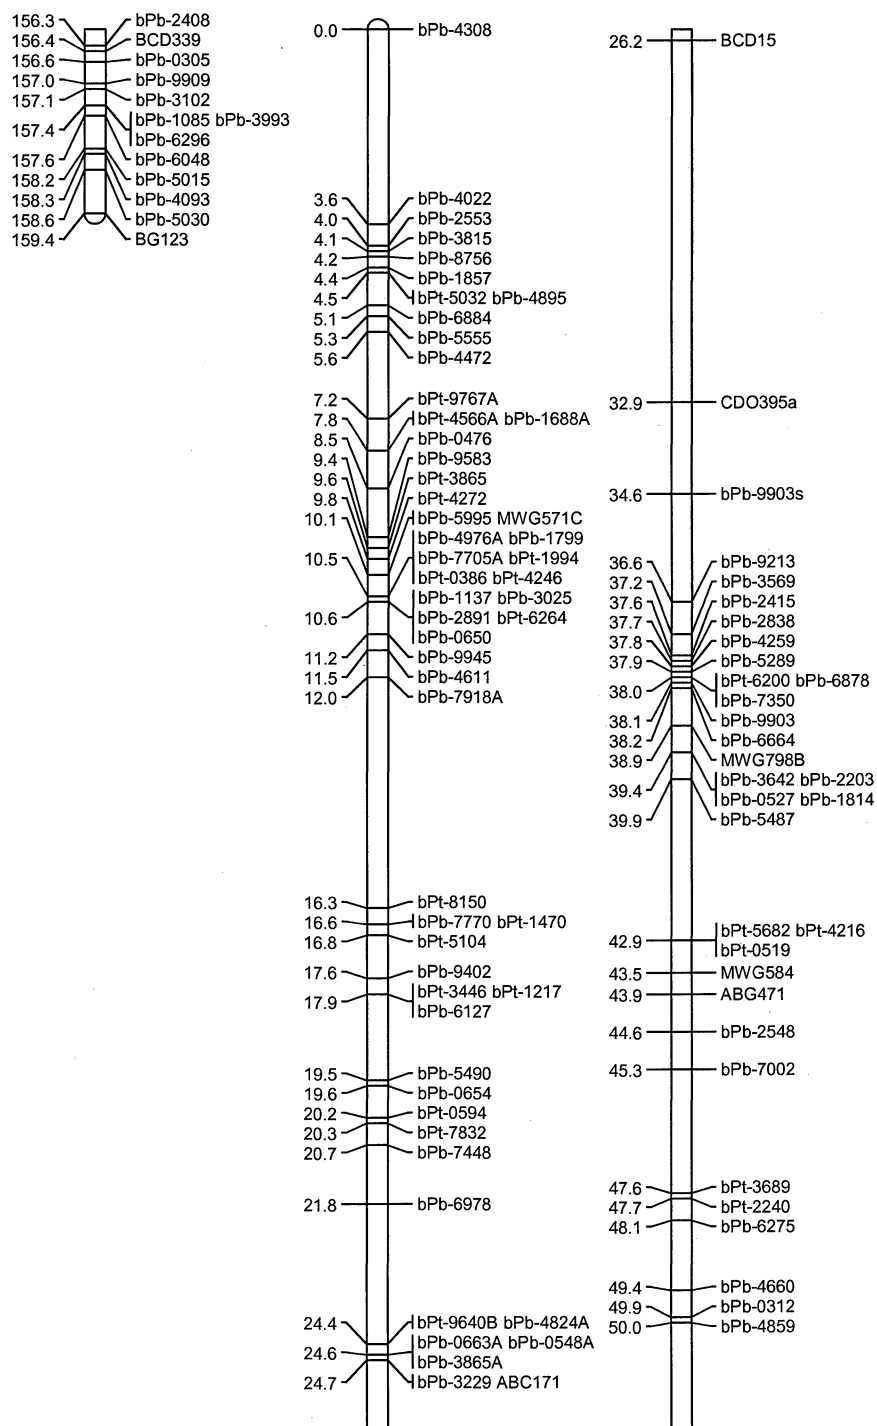 156.3 bPb-2408
156.4 BCD339
156.6 bPb-0305
157.0 bPb-9909
157.1 bPb-3102
157.4 bPb-1085 bPb-3993
bPb-6296
157.6 bPb-6048
158.2 bPb-5015
158.3 bPb-4093
158.6 bPb-5030
159.4 BG123
0.0 bPb-4308
3.6 bPb-4022
4.0 bPb-2553
4.1 bPb-3815
4.2 bPb-8756
4.4 bPb-1857
4.5 bPt-5032 bPb-4895
5.1 bPb-6884
5.3 bPb-5555
5.6 bPb-4472
7.2 bPt-9767A
7.8 bPt-4566A bPb-1688A
8.5 bPb-0476
9.4 bPb-9583
9.6 bPt-3865
9.8 bPt-4272
10.1 bPb-5995 MWG571C
bPb-4976A bPb-1799
10.5 bPb-7705A bPt-1994
bPt-0386 bPt-4246
bPb-1137 bPb-3025
10.6 bPb-2891 bPt-6264
bPb-0650
11.2 bPb-9945
11.5 bPb-4611
12.0 bPb-7918A
16.3 bPt-8150
16.6 bPb-7770 bPt-1470
16.8 bPt-5104
17.6 bPb-9402
17.9 bPt-3446 bPt-1217
bPb-6127
19.5 bPb-5490
19.6 bPb-0654
20.2 bPt-0594
20.3 bPt-7832
20.7 bPb-7448
21.8 bPb-6978
24.4 bPt-9640B bPb-4824A
24.6 bPb-0663A bPb-0548A
bPb-3865A
24.7 bPb-3229 ABC171
26.2 BCD15
32.9 CDO395a
34.6 bPb-9903s
36.6 bPb-9213
37.2 bPb-3569
37.6 bPb-2415
37.7 bPb-2838
37.8 bPb-4259
37.9 bPb-5289
38.0 bPt-6200 bPb-6878
bPb-7350
38.1 bPb-9903
38.2 bPb-6664
38.9 MWG798B
39.4 bPb-3642 bPb-2203
bPb-0527 bPb-1814
39.9 bPb-5487
42.9 bPt-5682 bPt-4216
bPt-0519
43.5 MWG584
43.9 ABG471
44.6 bPb-2548
45.3 bPb-7002
47.6 bPt-3689
47.7 bPt-2240
48.1 bPb-6275
49.4 bPb-4660
49.9 bPb-0312
50.0 bPb-4859